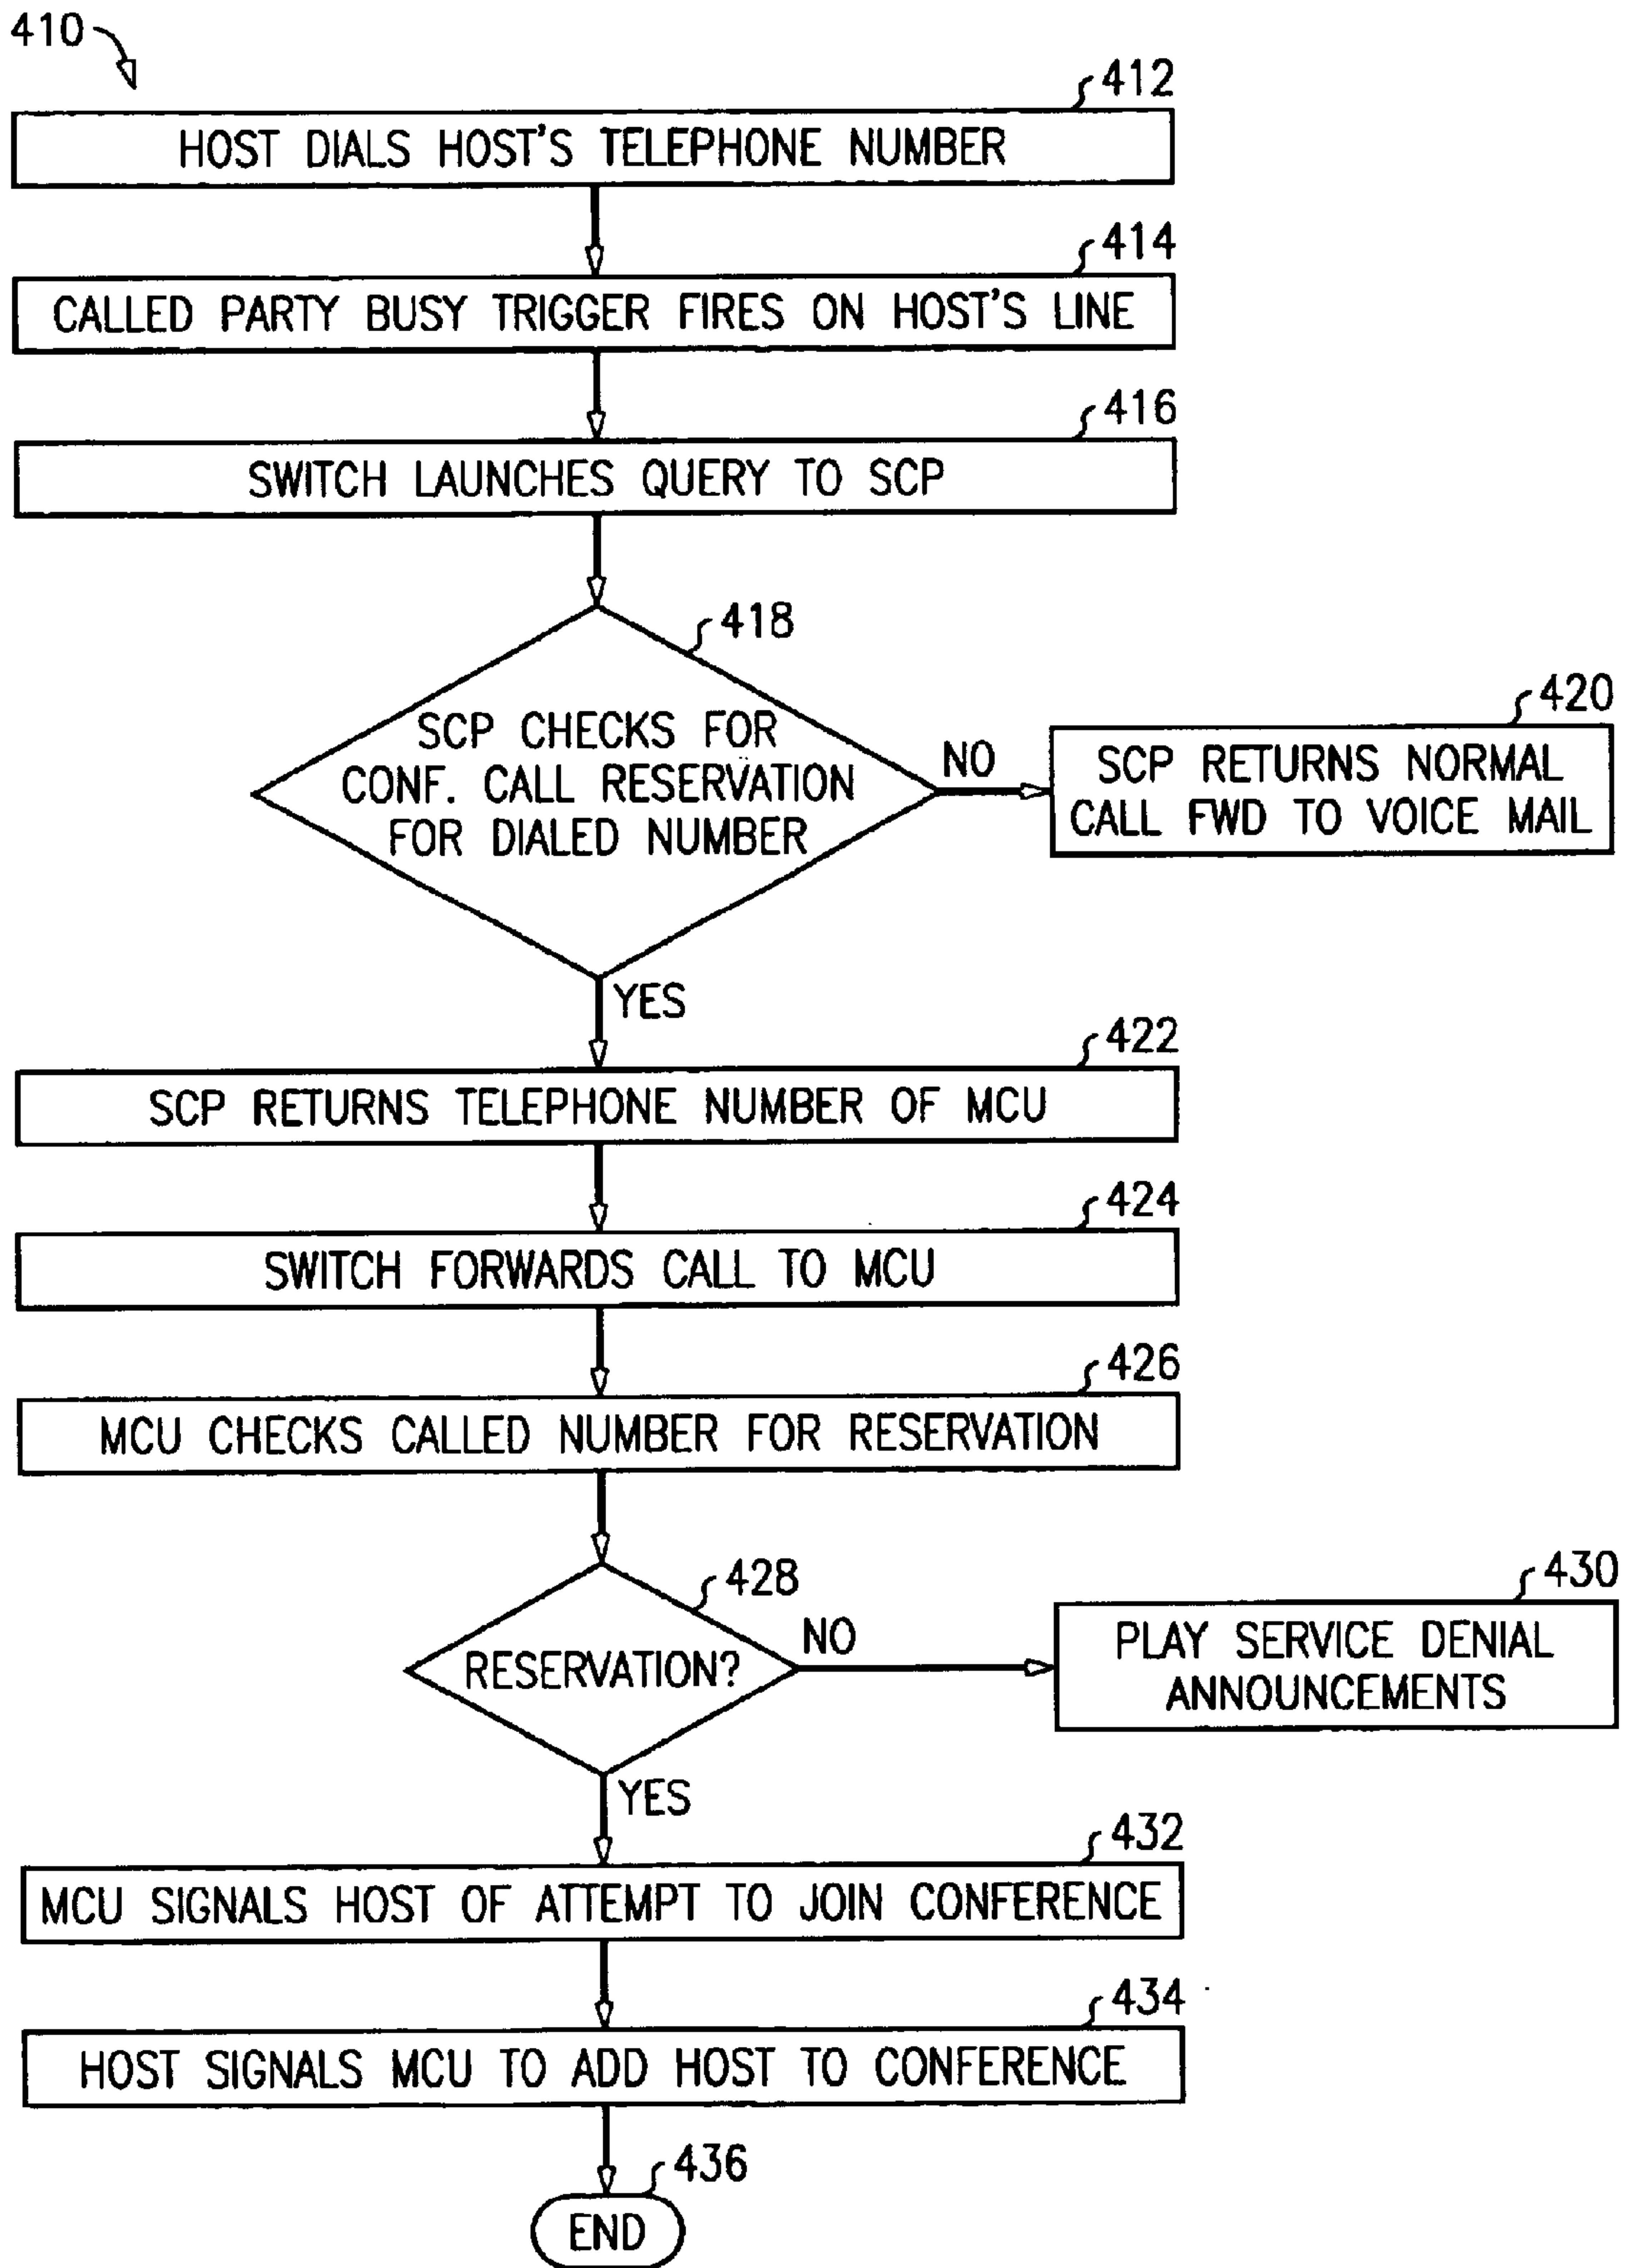 410
412
HOST DIALS HOST'S TELEPHONE NUMBER
414
CALLED PARTY BUSY TRIGGER FIRES ON HOST'S LINE
416
SWITCH LAUNCHES QUERY TO SCP
418
SCP CHECKS FOR
CONF. CALL RESERVATION
FOR DIALED NUMBER
NO
420
SCP RETURNS NORMAL
CALL FWD TO VOICE MAIL
YES
422
SCP RETURNS TELEPHONE NUMBER OF MCU
424
SWITCH FORWARDS CALL TO MCU
426
MCU CHECKS CALLED NUMBER FOR RESERVATION
428
RESERVATION?
NO
430
PLAY SERVICE DENIAL
ANNOUNCEMENTS
YES
432
MCU SIGNALS HOST OF ATTEMPT TO JOIN CONFERENCE
434
HOST SIGNALS MCU TO ADD HOST TO CONFERENCE
436
END